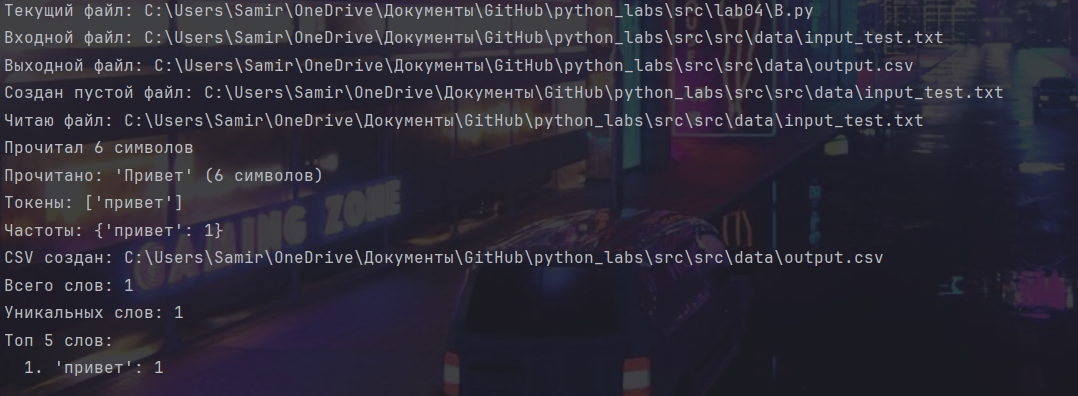 Текущий файл: C:\Users\Samir\OneDrive\Документы\GitHub\python_labs\src\lab04\B.py
Входной файл: C:\Users\Samir\OneDrive\Документы\GitHub\python_labs\src\src\data\input_test.txt
Выходной файл: C:\Users\Samir\OneDrive\Документы\GitHub\python_labs\src\src\data\output.csv
Создан пустой файл: C:\Users\Samir\OneDrive\Документы\GitHub\python_labs\src\src\data\input_test.txt
Читаю файл: C:\Users\Samir\OneDrive\Документы\GitHub\python_labs\src\src\data\input_test.txt
Прочитал 6 символов
Прочитано: 'Привет' (6 символов)
Токены: ['привет']
Частоты: {'привет': 1}
CSV создан: C:\Users\Samir\OneDrive\Документы\GitHub\python_labs\src\src\data\output.csv
Всего слов: 1
Уникальных слов: 1
Топ 5 слов:
1. 'привет': 1
GAMING ZONE